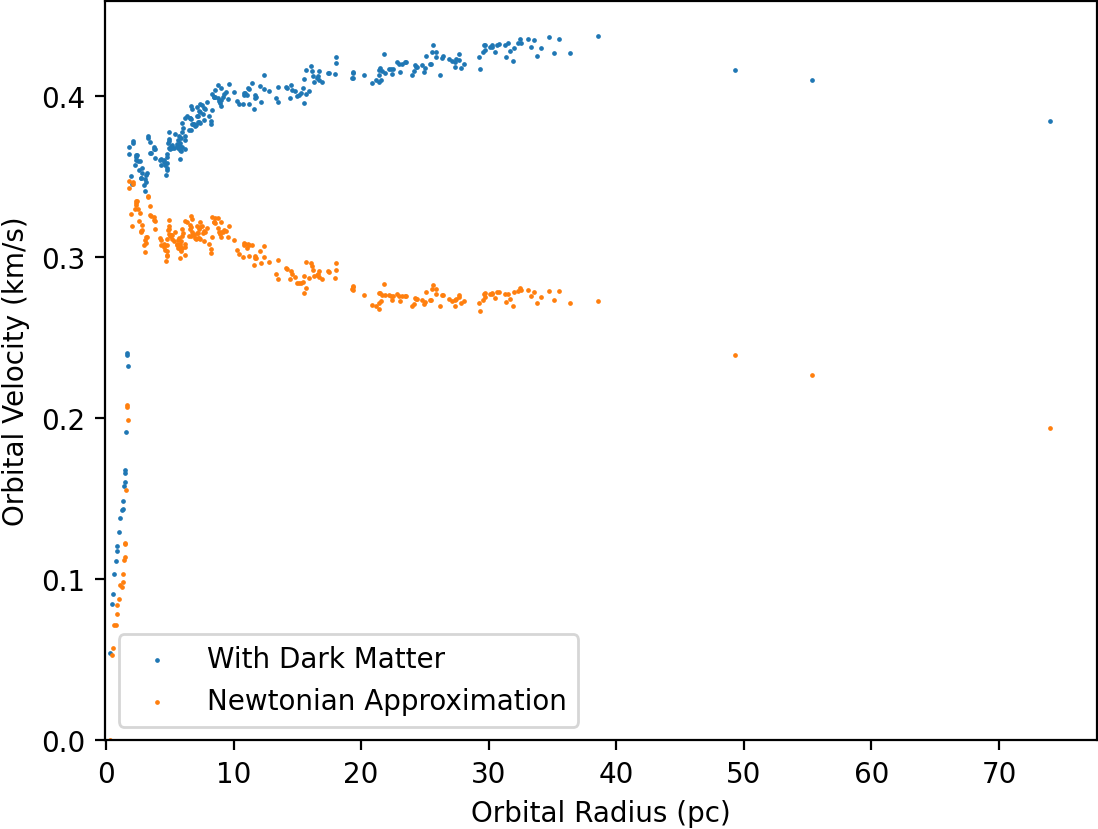 0.4
0.3
0.2
0.1
0.0
Orbital Velocity (km/s)
With Dark Matter
Newtonian Approximation
0 10 20 30 40 50 60 70
Orbital Radius (pc)